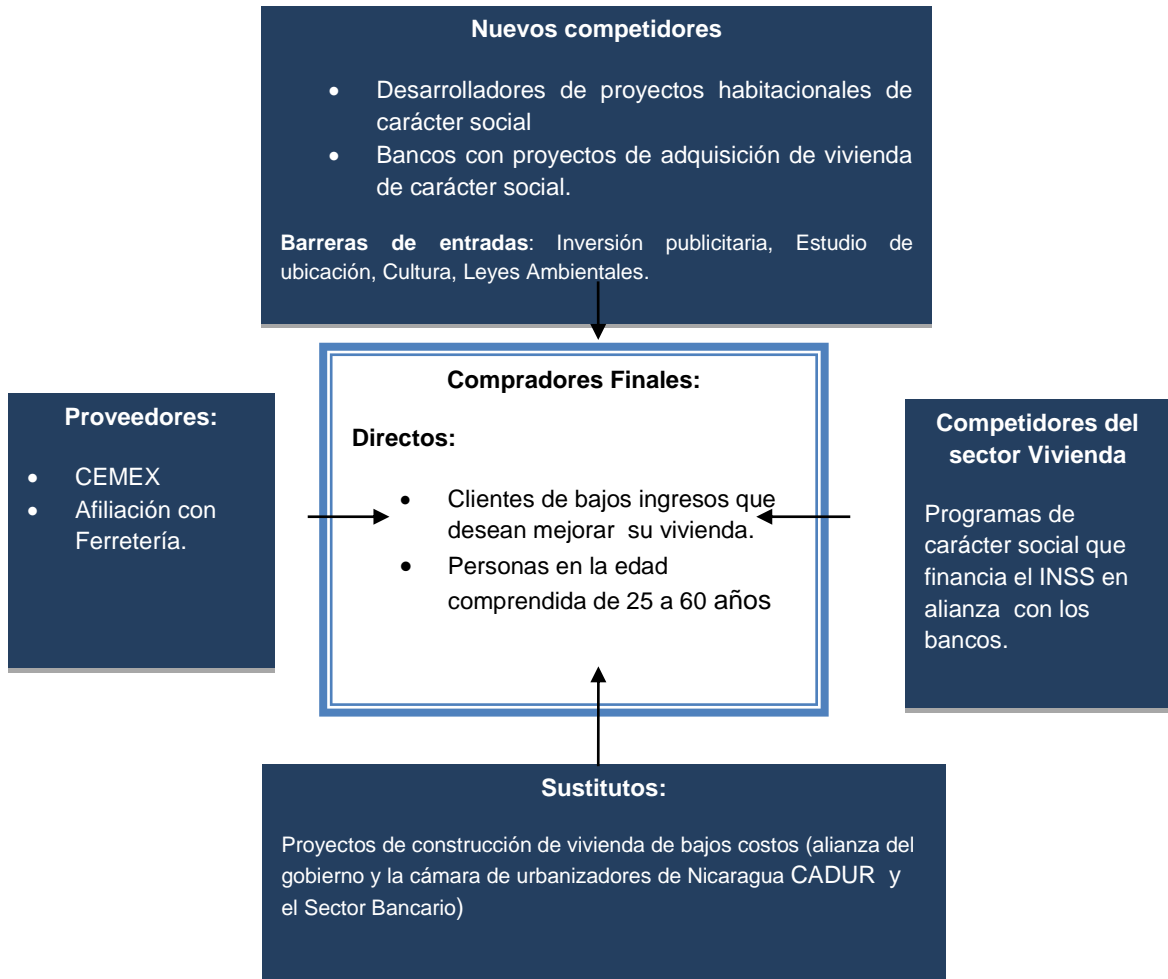 Nuevos competidores
• Desarrolladores de proyectos habitacionales de
carácter social
• Bancos con proyectos de adquisición de vivienda
de carácter social.
Barreras de entradas: Inversión publicitaria, Estudio de
ubicación, Cultura, Leyes Ambientales.
Proveedores:
• CEMEX
• Afiliación con
Ferretería.
Compradores Finales:
Directos:
• Clientes de bajos ingresos que
desean mejorar su vivienda.
• Personas en la edad
comprendida de 25 a 60 años
Competidores del
sector Vivienda
Programas de
carácter social que
financia el INSS en
alianza con los
bancos.
Sustitutos:
Proyectos de construcción de vivienda de bajos costos (alianza del
gobierno y la cámara de urbanizadores de Nicaragua CADUR y
el Sector Bancario)